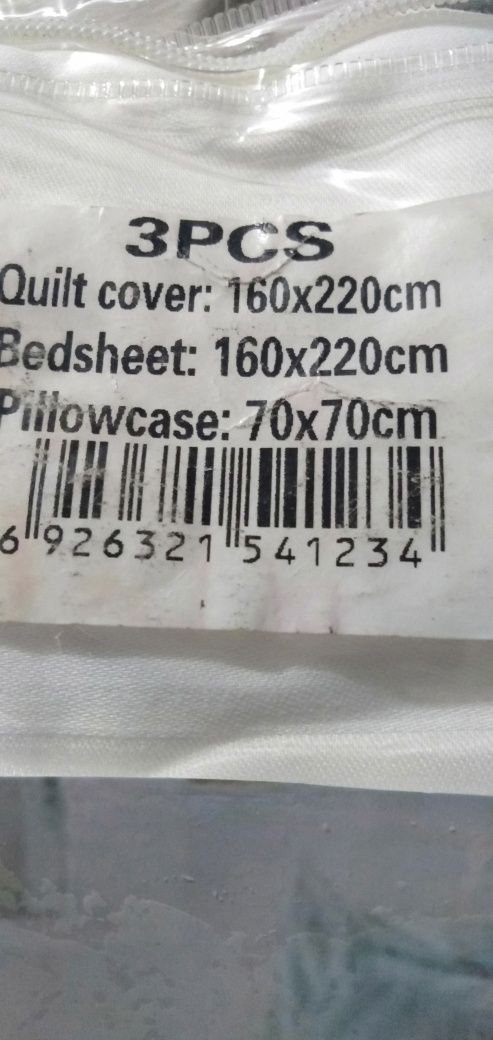 3PCS
Quilt cover: 160x220cm
Bedsheet: 160x220cm
Pillowcase: 70x70cm
6 926321 541234